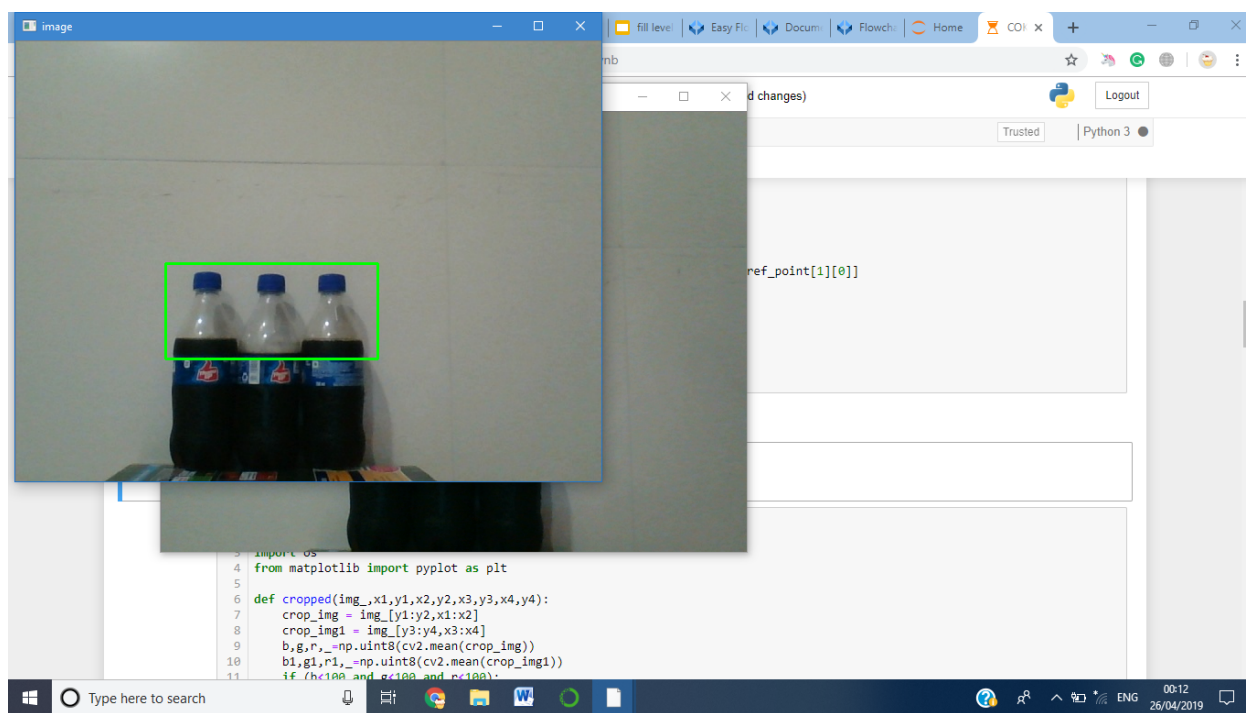 image
fill level
Easy Flo
Docum
Flowch
Home
COK
nb
d changes)
Logout
Trusted
Python 3
ref_point[1][0]]
3 import os
4 from matplotlib import pyplot as plt
5
6 def cropped(img_,x1,y1,x2,y2,x3,y3,x4,y4):
7 crop_img = img_[y1:y2,x1:x2]
8 crop_img1 = img_[y3:y4,x3:x4]
9 b,g,r,_=np.uint8(cv2.mean(crop_img))
10 b1,g1,r1,_=np.uint8(cv2.mean(crop_img1))
11 if (b<100 and g<100 and r<100):
Type here to search
ENG
00:12
26/04/2019